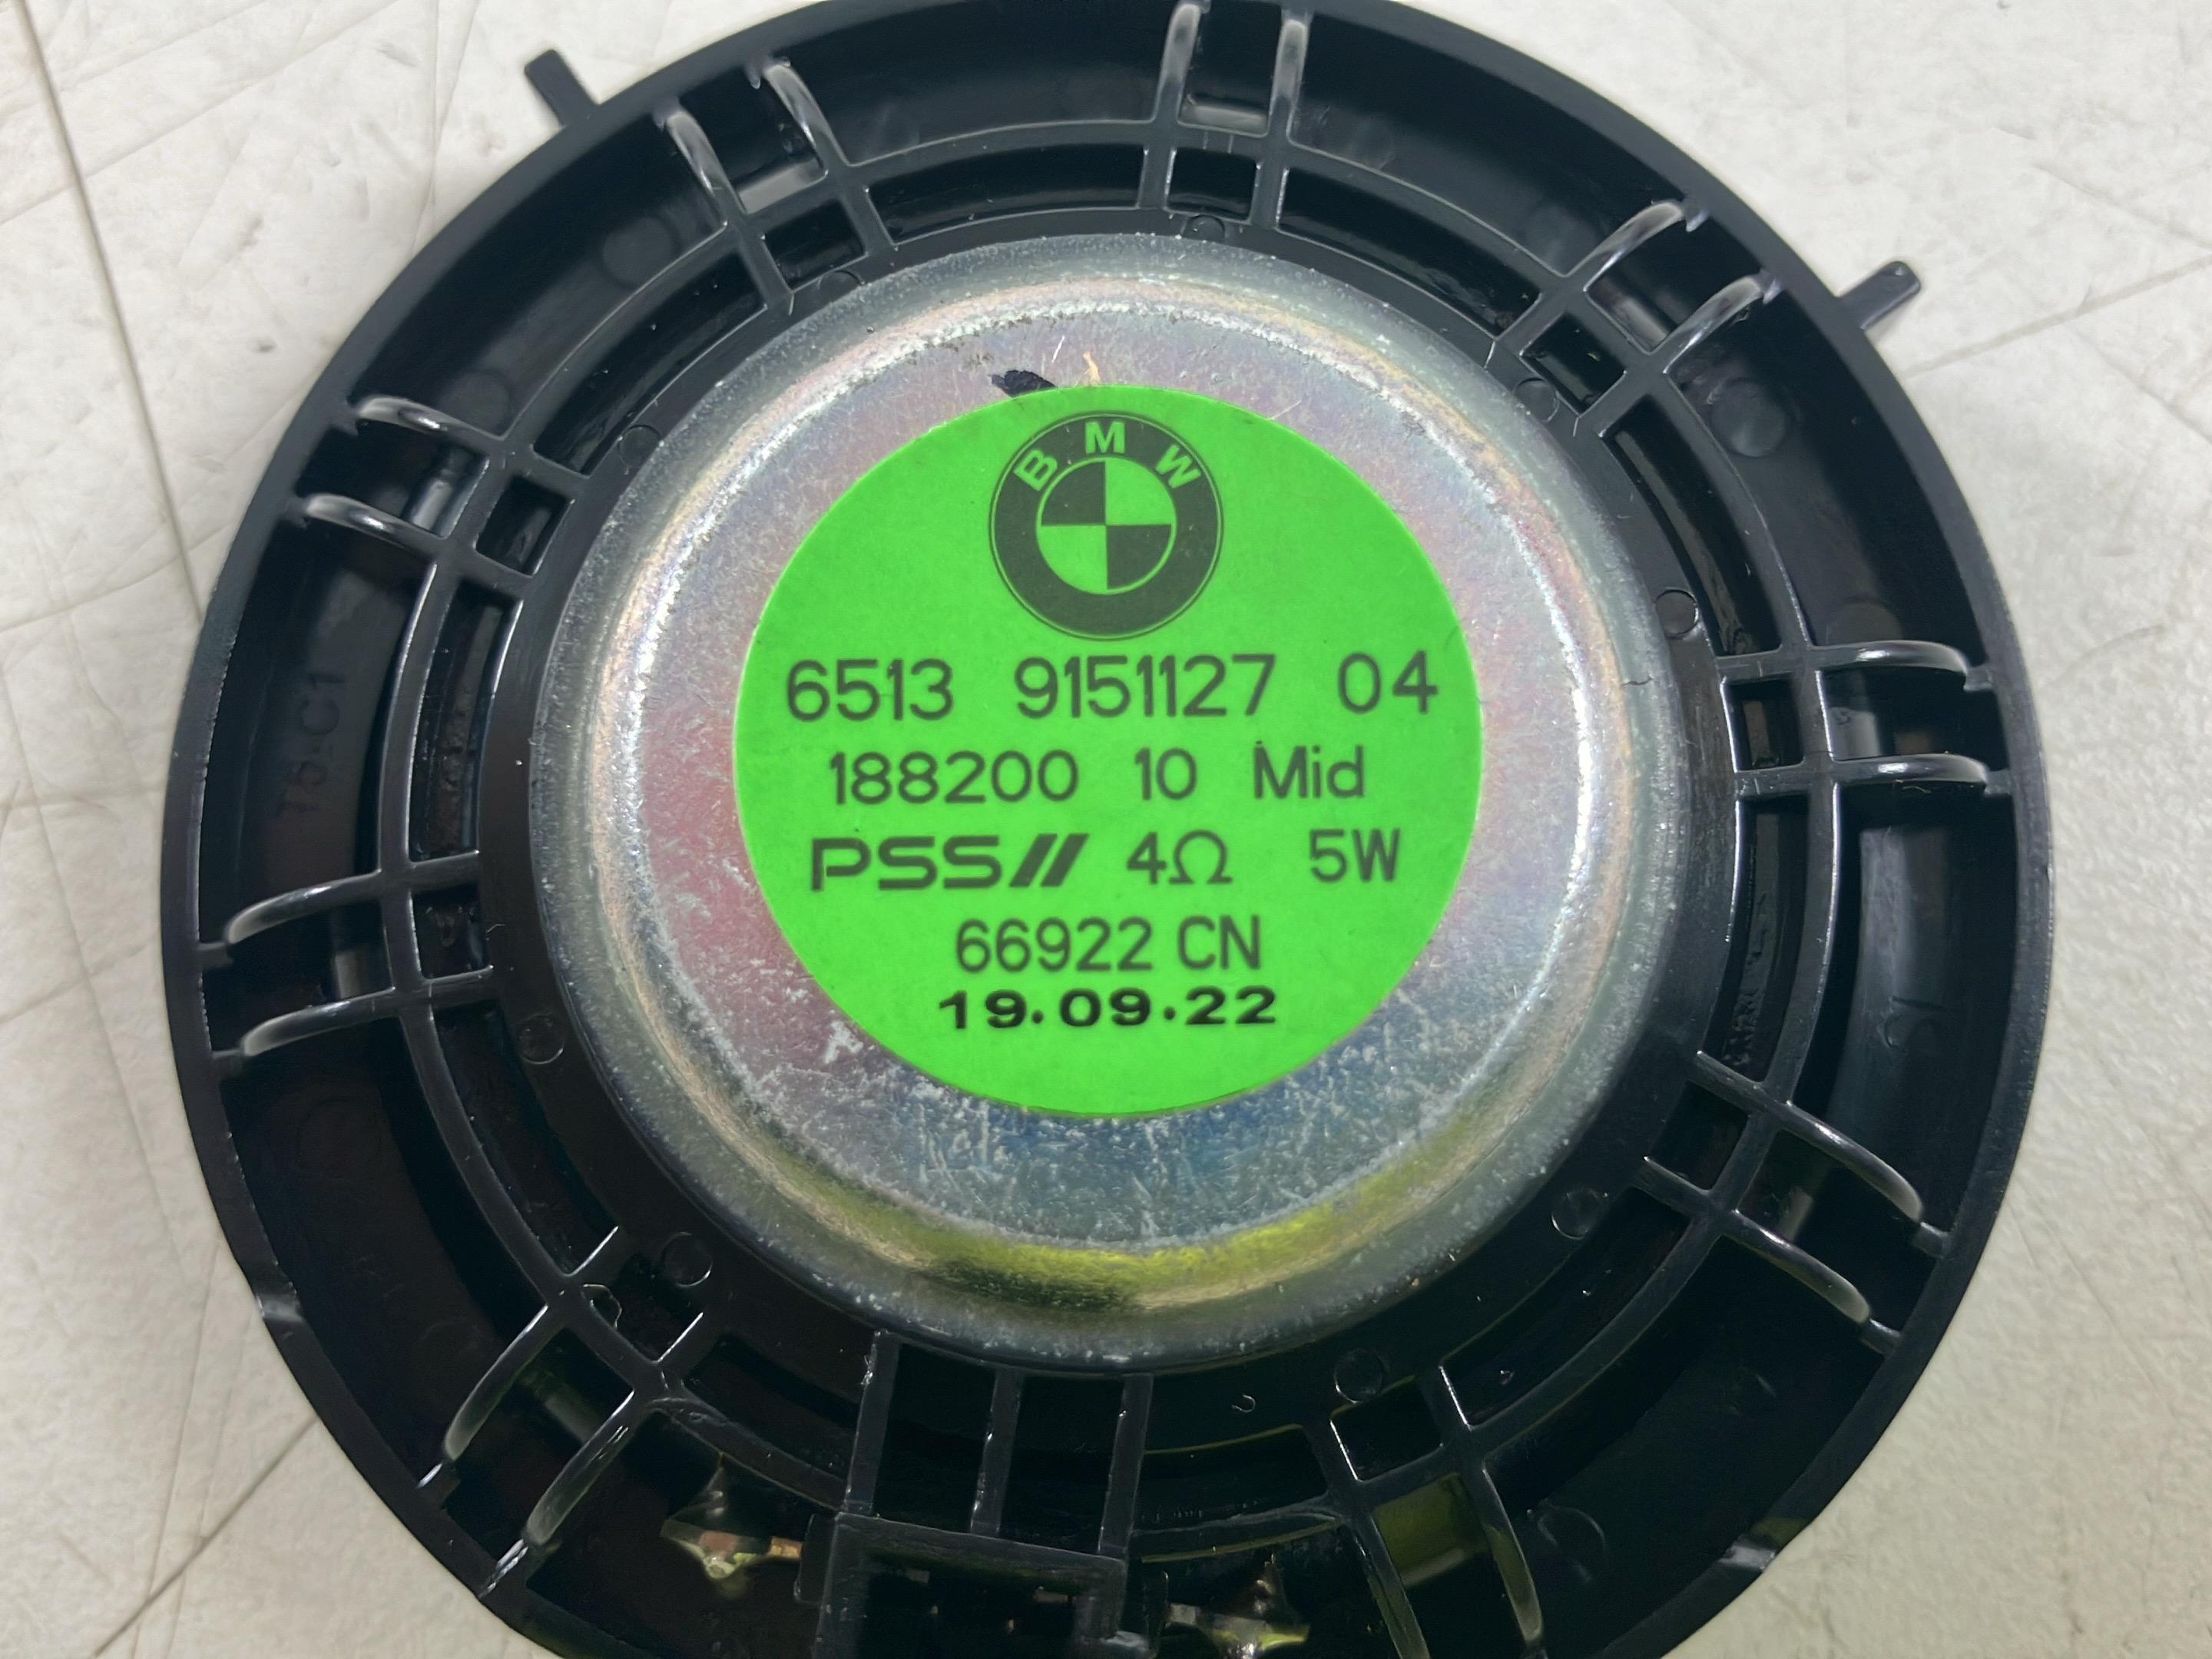 BMW
6513 9151127 04
188200 10 Mid
PSS// 4Ω 5W
66922 CN
19.09.22